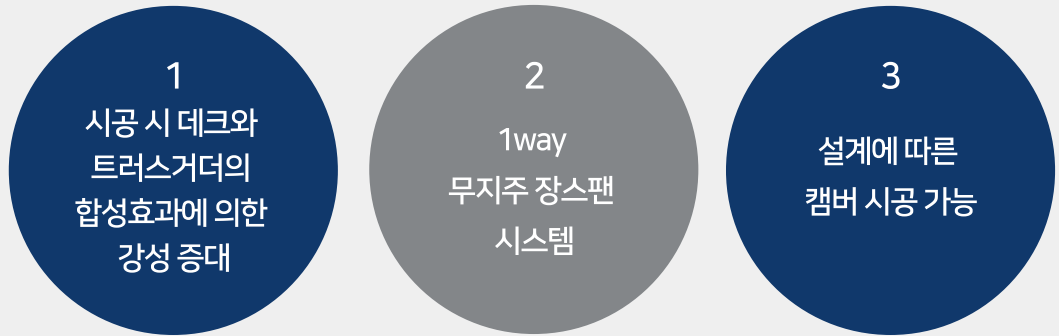 1
시공 시 데크와
트러스거더의
합성효과에 의한
강성 증대
2
1way
무지주 장스팬
시스템
3
설계에 따른
캠버 시공 가능